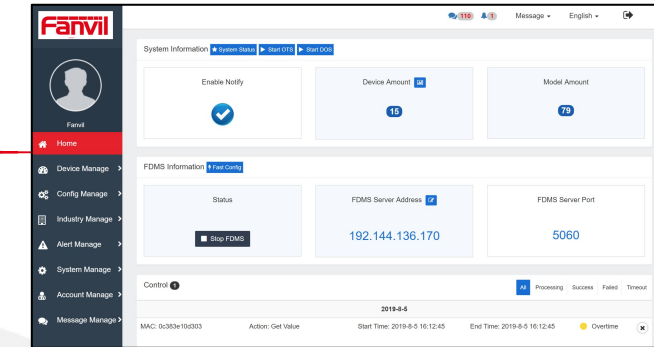 Fanvil
110 1 Message English
System Information System Status Start OTS Start DOS
Enable Notify Device Amount Model Amount
15 79
Fanvil
Home
Device Manage
Config Manage
Industry Manage
Alert Manage
System Manage
Account Manage
Message Manage
FDMS Information Fast Config
Status FDMS Server Address FDMS Server Port
Stop FDMS 192.144.136.170 5060
Control 1 All Processing Success Failed Timeout
2019-8-5
MAC: 0c383e10d303 Action: Get Value Start Time: 2019-8-5 16:12:45 End Time: 2019-8-5 16:12:45 Overtime